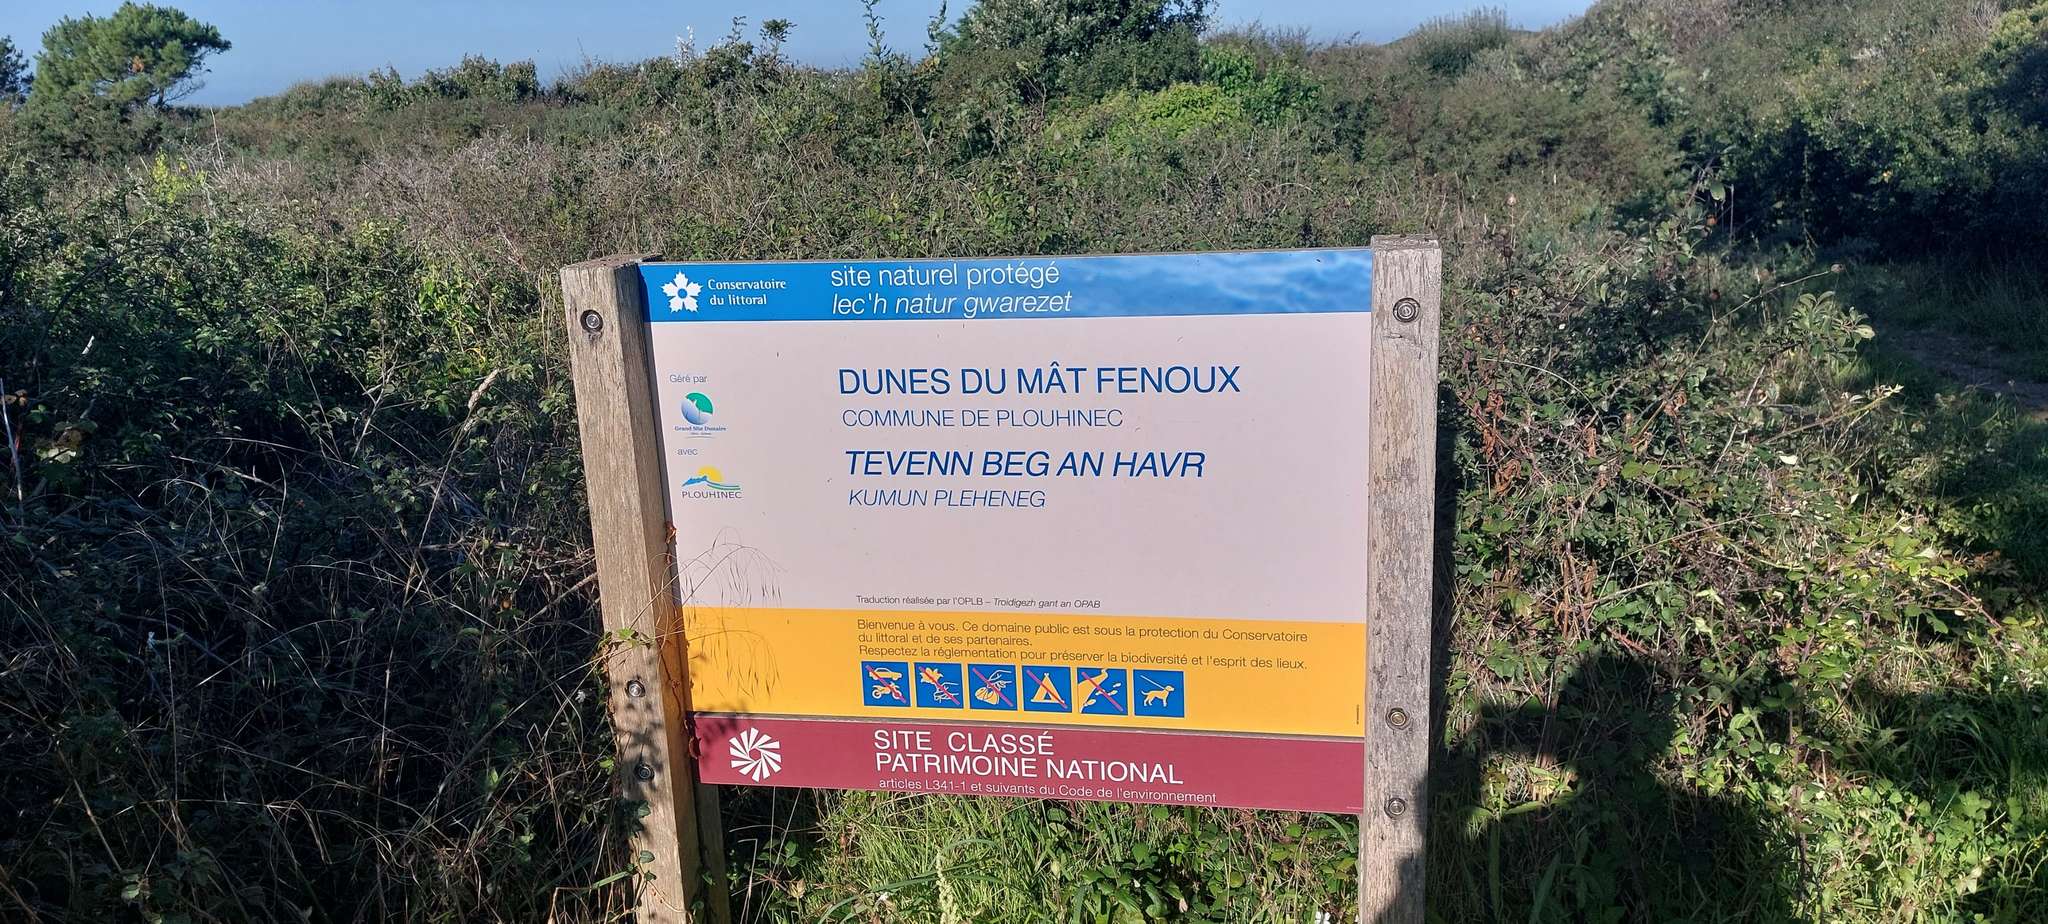 Conservatoire
du littoral
site naturel protégé
lec'h natur gwarezet
Géré par
Grand Site Dunaire
avec
PLOUHINEC
DUNES DU MÂT FENOUX
COMMUNE DE PLOUHINEC
TEVENN BEG AN HAVR
KUMUN PLEHENEG
Traduction réalisée par l'OPLB – Troidigezh gant an OPAB
Bienvenue à vous. Ce domaine public est sous la protection du Conservatoire
du littoral et de ses partenaires.
Respectez la réglementation pour préserver la biodiversité et l'esprit des lieux.
SITE CLASSÉ
PATRIMOINE NATIONAL
articles L341-1 et suivants du Code de l'environnement